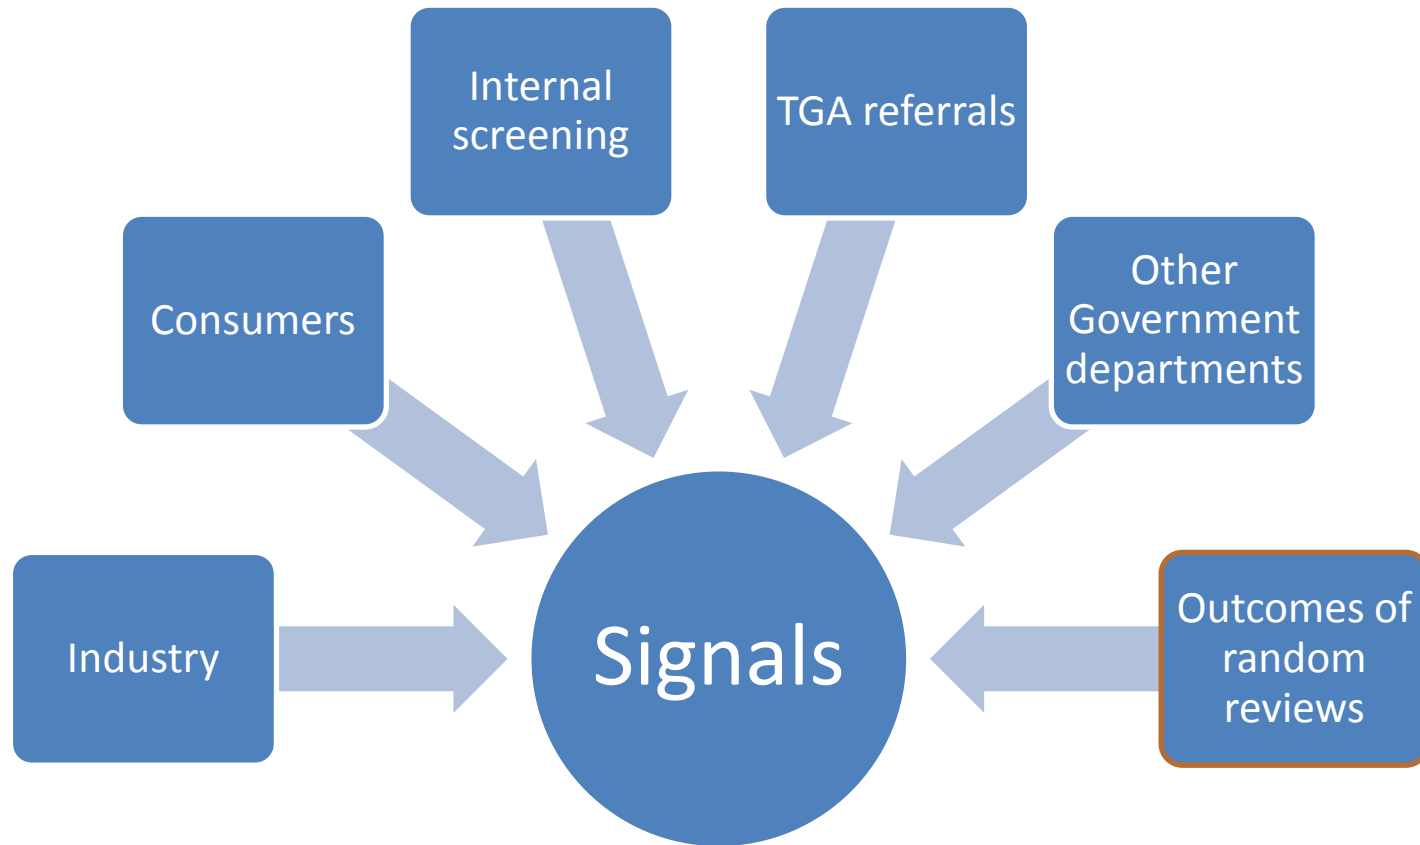 Internal
screening
TGA referrals
Consumers
Other
Government
departments
Industry
Signals
Outcomes of
random
reviews